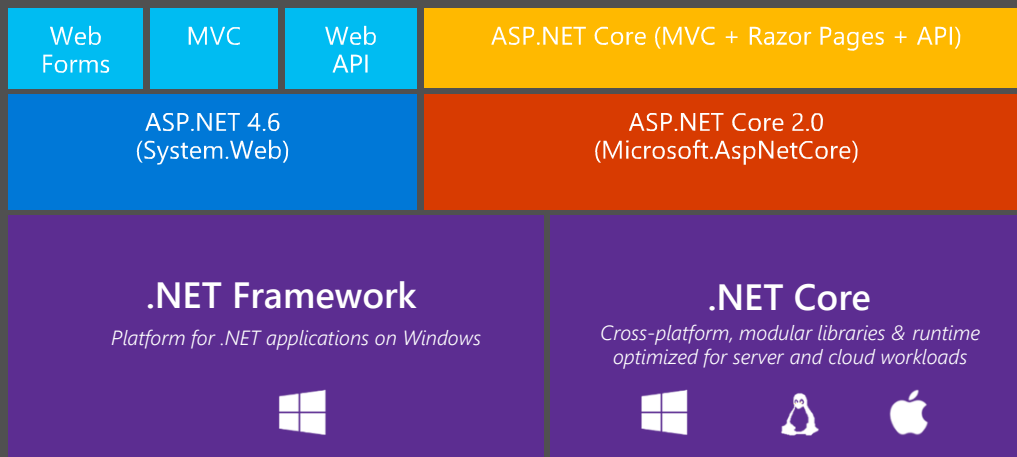 Web
Forms
MVC
Web
API
ASP.NET Core (MVC + Razor Pages + API)
ASP.NET 4.6
(System.Web)
ASP.NET Core 2.0
(Microsoft.AspNetCore)
.NET Framework
Platform for .NET applications on Windows
.NET Core
Cross-platform, modular libraries & runtime
optimized for server and cloud workloads